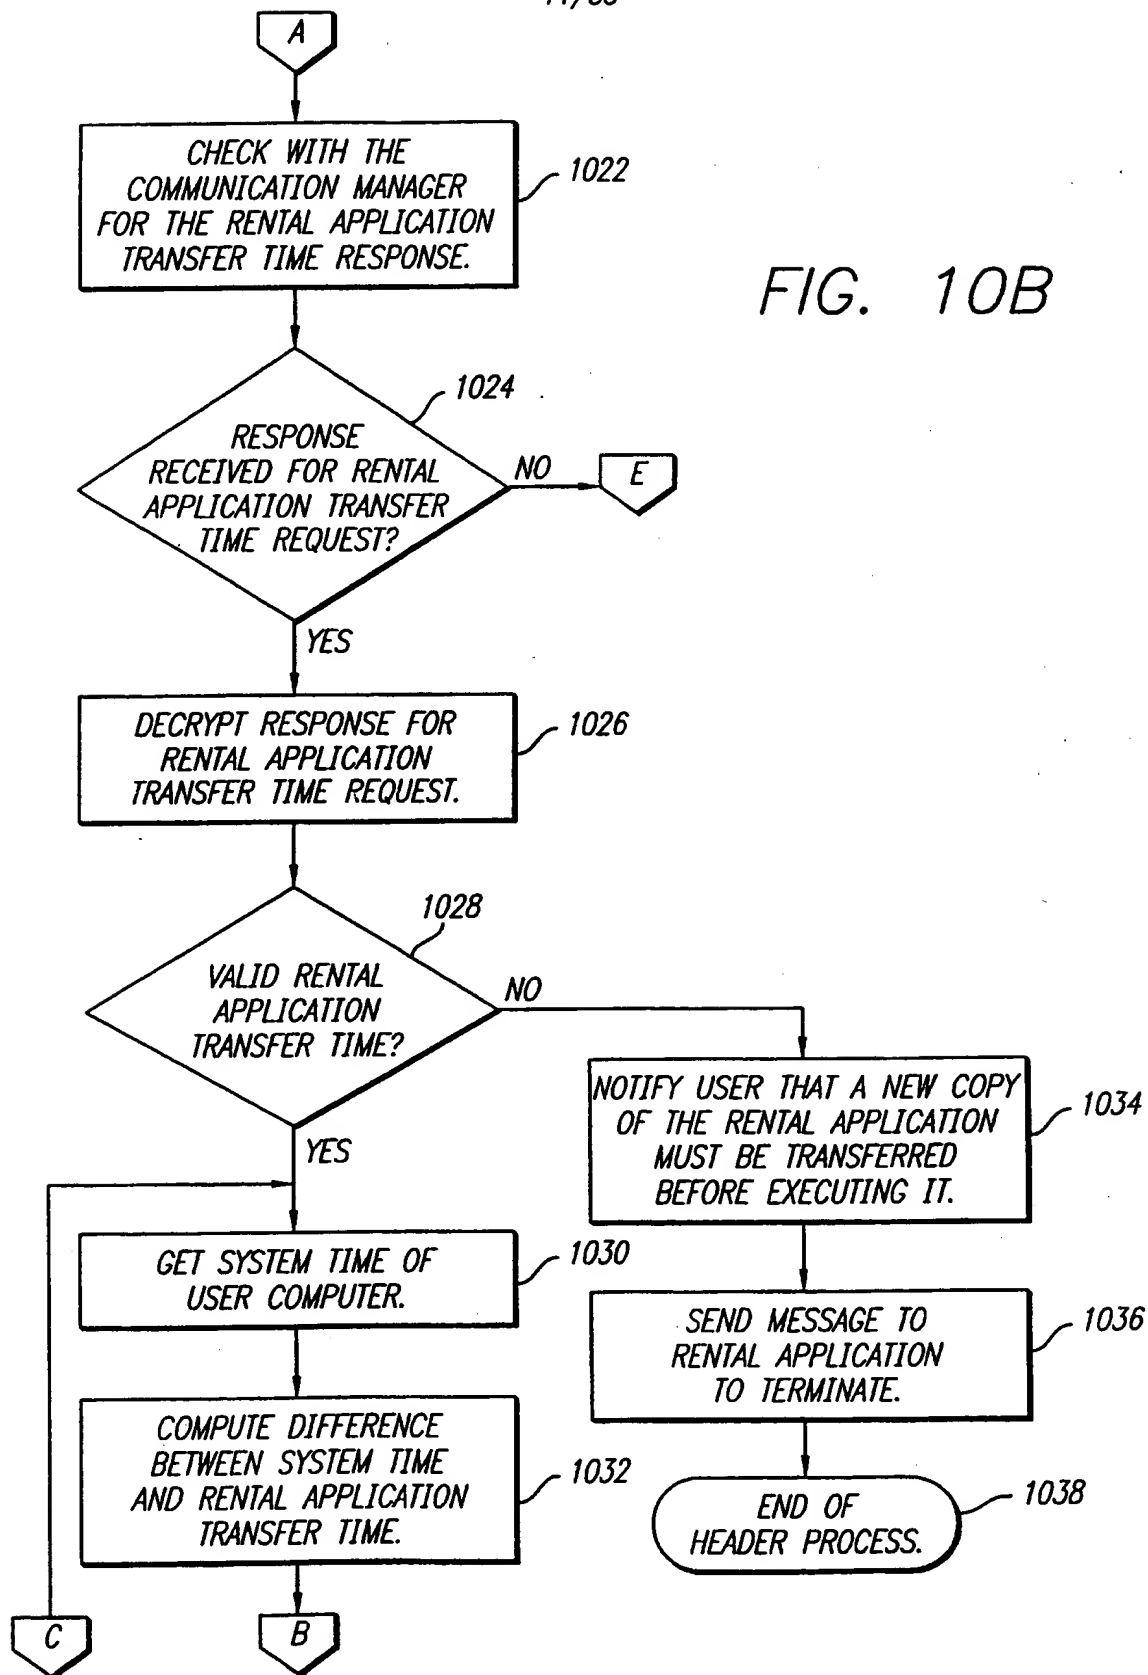 A
CHECK WITH THE
COMMUNICATION MANAGER
FOR THE RENTAL APPLICATION
TRANSFER TIME RESPONSE.
1022
FIG. 10B
1024
RESPONSE
RECEIVED FOR RENTAL
APPLICATION TRANSFER
TIME REQUEST?
NO
E
YES
DECRYPT RESPONSE FOR
RENTAL APPLICATION
TRANSFER TIME REQUEST.
1026
1028
VALID RENTAL
APPLICATION
TRANSFER TIME?
NO
YES
NOTIFY USER THAT A NEW COPY
OF THE RENTAL APPLICATION
MUST BE TRANSFERRED
BEFORE EXECUTING IT.
1034
GET SYSTEM TIME OF
USER COMPUTER.
1030
SEND MESSAGE TO
RENTAL APPLICATION
TO TERMINATE.
1036
COMPUTE DIFFERENCE
BETWEEN SYSTEM TIME
AND RENTAL APPLICATION
TRANSFER TIME.
1032
END OF
HEADER PROCESS.
1038
C
B